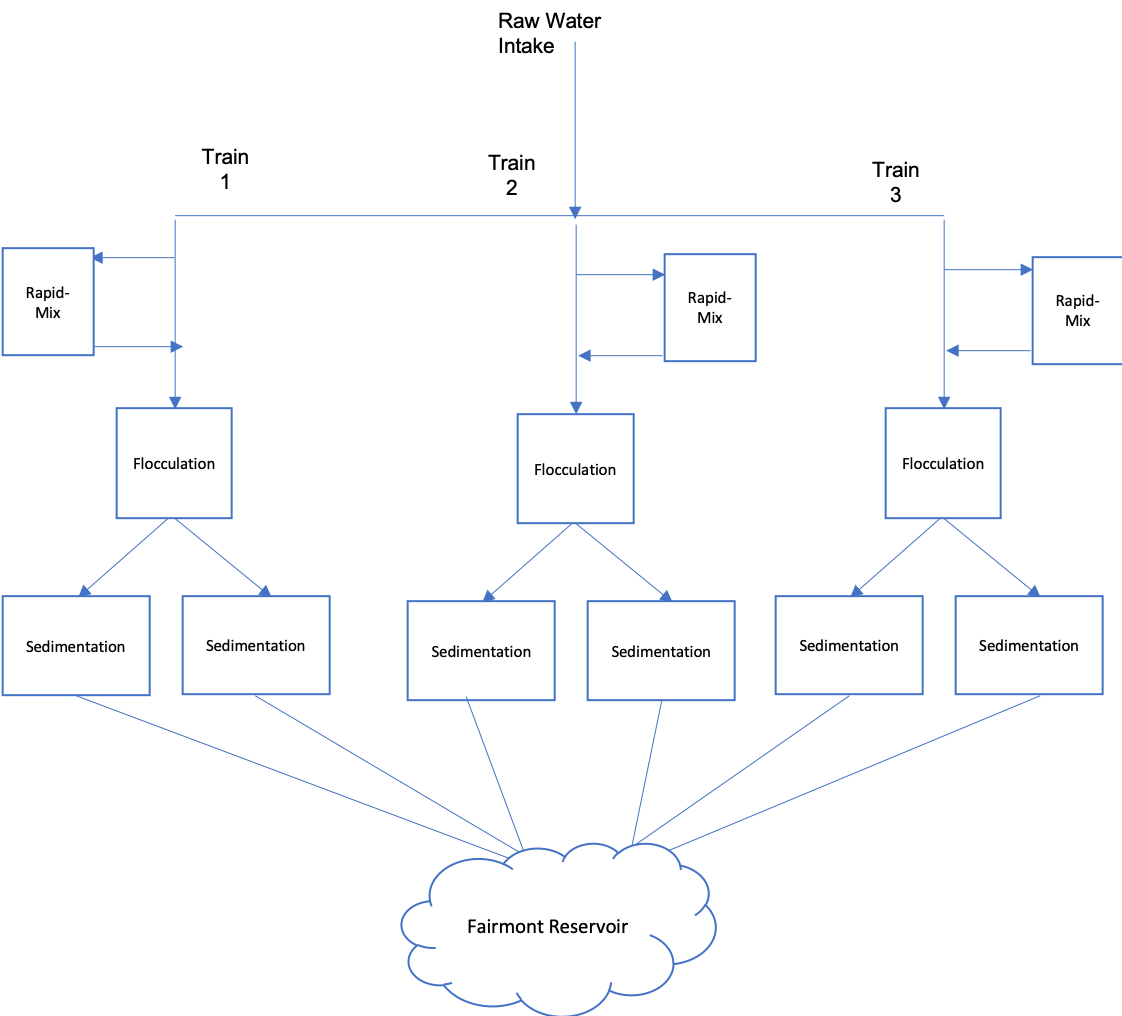 Raw Water
Intake
Train
1
Train
2
Train
3
Rapid-
Mix
Rapid-
Mix
Rapid-
Mix
Flocculation
Flocculation
Flocculation
Sedimentation
Sedimentation
Sedimentation
Sedimentation
Sedimentation
Sedimentation
Fairmont Reservoir